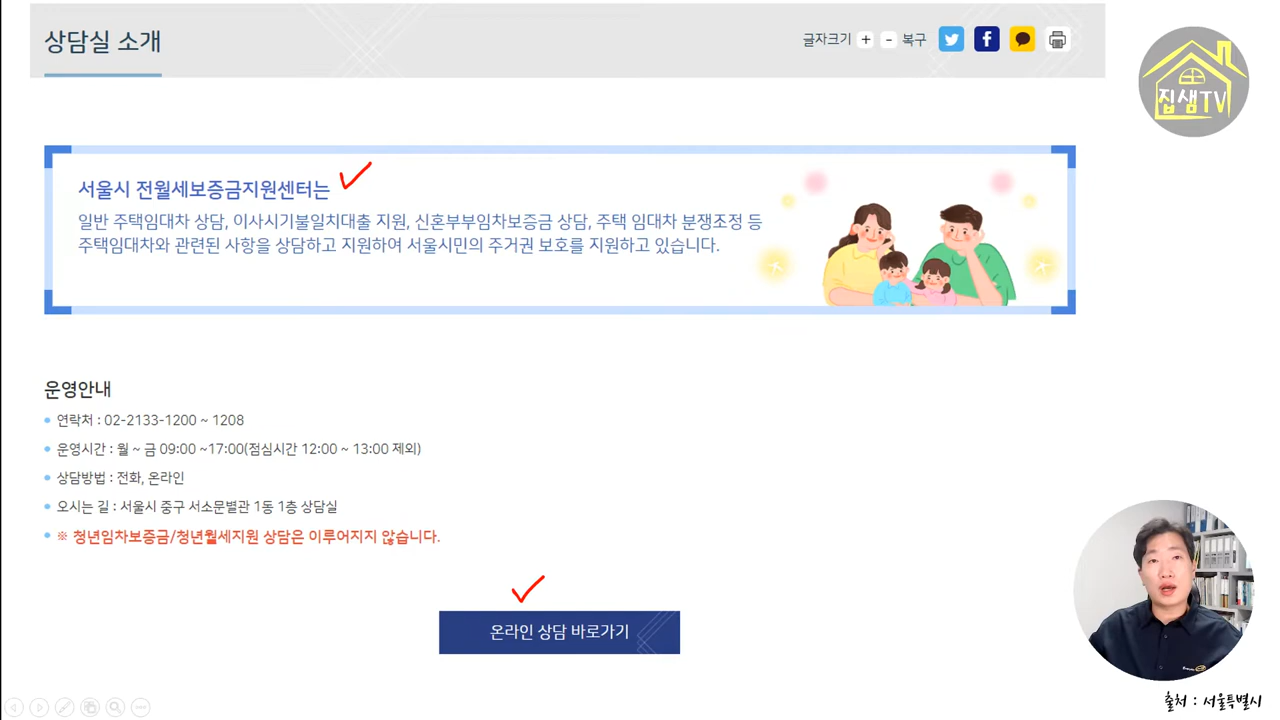 상담실 소개
글자크기 + - 복구
집샘TV
서울시 전월세보증금지원센터는
일반 주택임대차 상담, 이사시기불일치대출 지원, 신혼부부임차보증금 상담, 주택 임대차 분쟁조정 등
주택임대차와 관련된 사항을 상담하고 지원하여 서울시민의 주거권 보호를 지원하고 있습니다.
운영안내
연락처 : 02-2133-1200 ~ 1208
운영시간 : 월 ~ 금 09:00 ~17:00(점심시간 12:00 ~ 13:00 제외)
상담방법 : 전화, 온라인
오시는 길 : 서울시 중구 서소문별관 1동 1층 상담실
※ 청년임차보증금/청년월세지원 상담은 이루어지지 않습니다.
온라인 상담 바로가기
출처 : 서울특별시